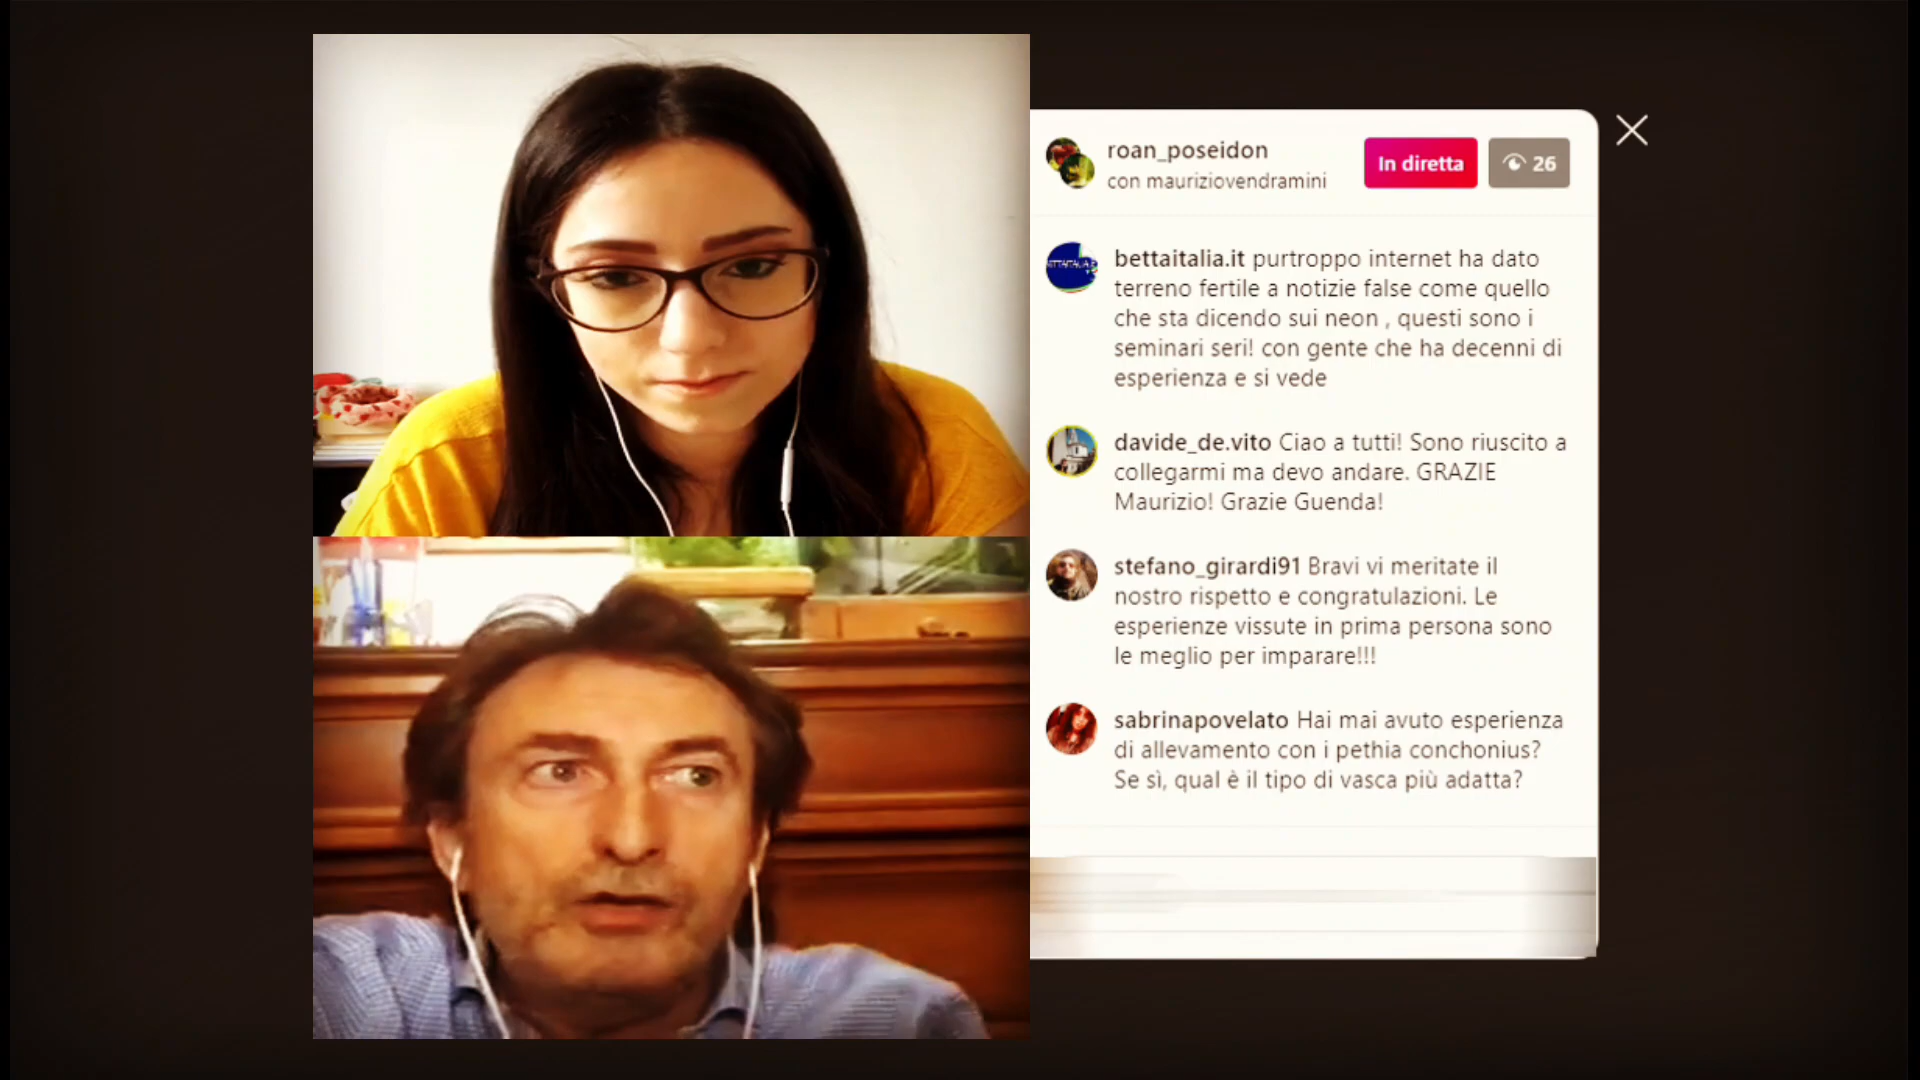 roan_poseidon
con mauriziovendramini
In diretta
26
bettaitalia.it purtroppo internet ha dato
terreno fertile a notizie false come quello
che sta dicendo sui neon , questi sono i
seminari seri! con gente che ha decenni di
esperienza e si vede
davide_de.vito Ciao a tutti! Sono riuscito a
collegarmi ma devo andare. GRAZIE
Maurizio! Grazie Guenda!
stefano_girardi91 Bravi vi meritate il
nostro rispetto e congratulazioni. Le
esperienze vissute in prima persona sono
le meglio per imparare!!!
sabrinapovelato Hai mai avuto esperienza
di allevamento con i pethia conchonius?
Se sì, qual è il tipo di vasca più adatta?